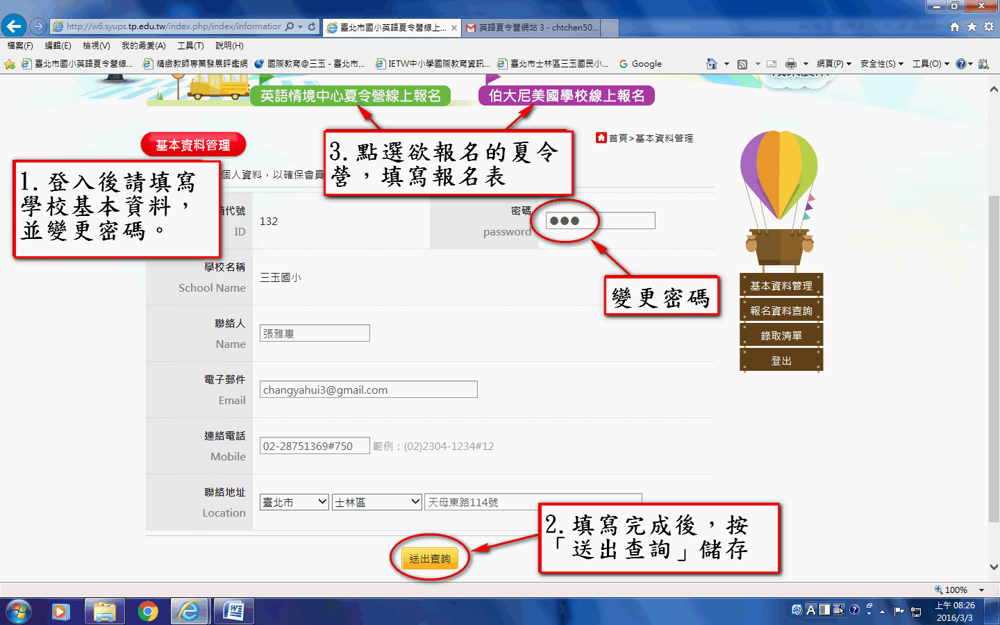 http://w6.syups.tp.edu.tw/index.php/index/information
臺北市國小英語夏令營線上...
英語夏令營網站 3 - chtchen50...
檔案(F) 編輯(E) 檢視(V) 我的最愛(A) 工具(T) 說明(H)
臺北市國小英語夏令營線...
精緻教師專業發展評鑑網
國際教育@三玉 - 臺北市...
IETW中小學國際教育資訊...
臺北市士林區三玉國民小...
Google
網頁(P) 安全性(S) 工具(O)
英語情境中心夏令營線上報名
伯大尼美國學校線上報名
基本資料管理
首頁>基本資料管理
3.點選欲報名的夏令
營，填寫報名表
個人資料，以確保會員
1.登入後請填寫
學校基本資料，
並變更密碼。
代號
ID
132
密碼
password
變更密碼
學校名稱
School Name
三玉國小
聯絡人
Name
張雅惠
電子郵件
Email
changyahui3@gmail.com
連絡電話
Mobile
02-28751369#750
範例：(02)2304-1234#12
聯絡地址
Location
臺北市
士林區
天母東路114號
2.填寫完成後，按
「送出查詢」儲存
送出查詢
基本資料管理
報名資料查詢
錄取清單
登出
100%
上午 08:26
2016/3/3